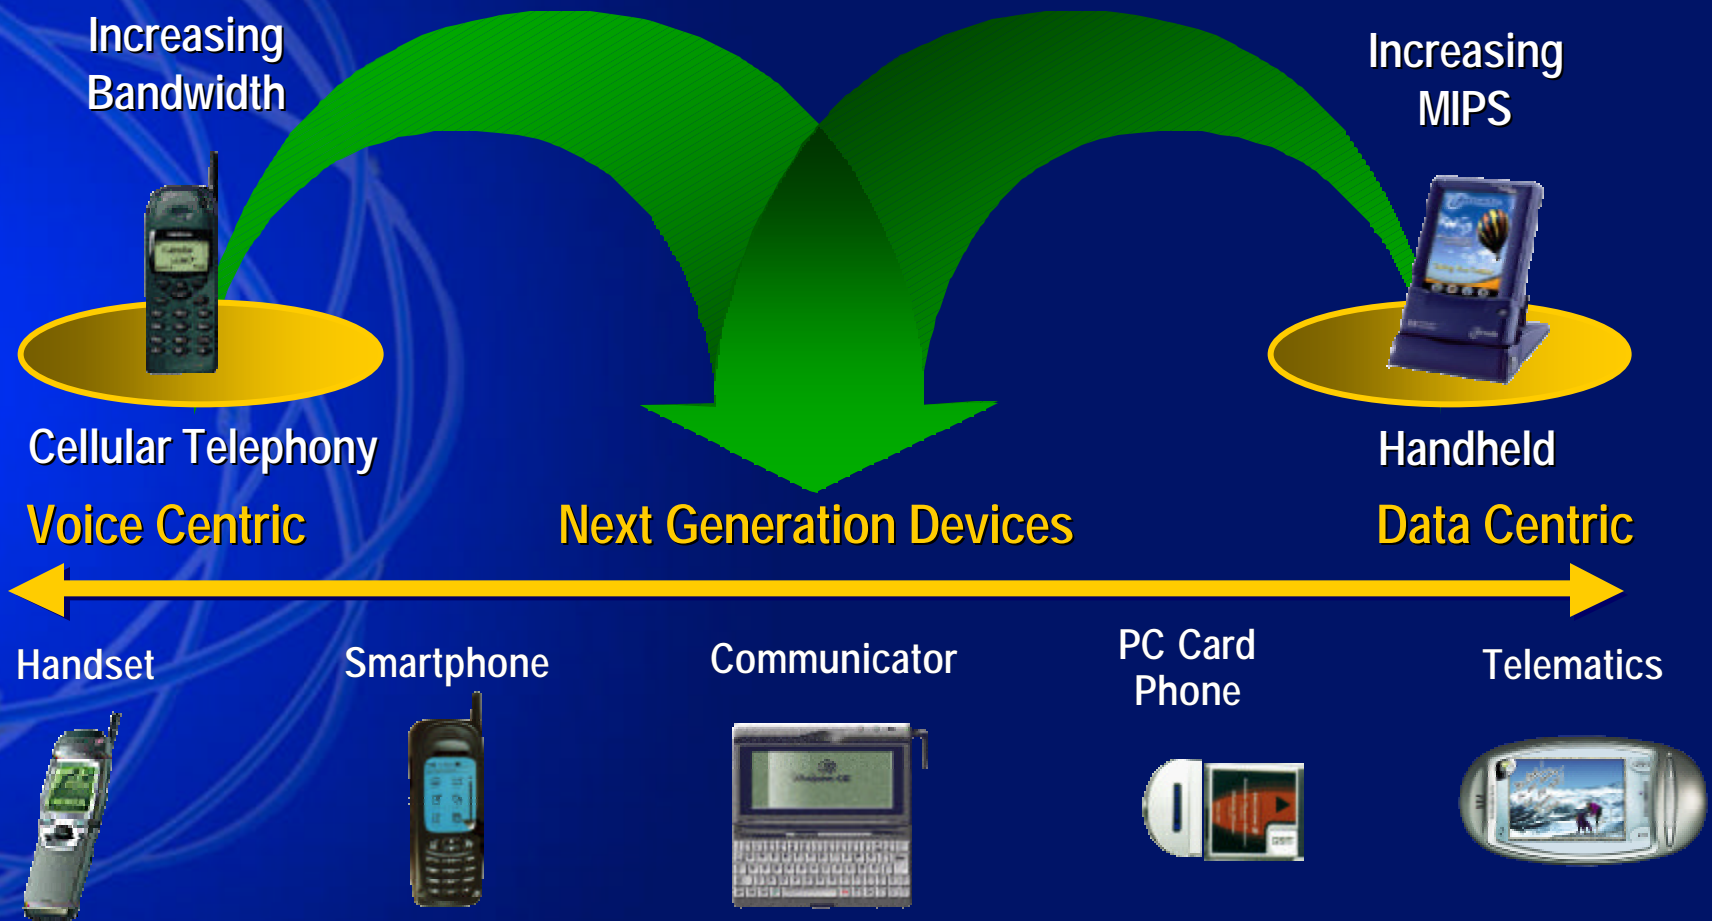 Increasing
Bandwidth
Increasing
MIPS
Cellular Telephony
Handheld
Voice Centric
Next Generation Devices
Data Centric
Handset
Smartphone
Communicator
PC Card
Phone
Telematics